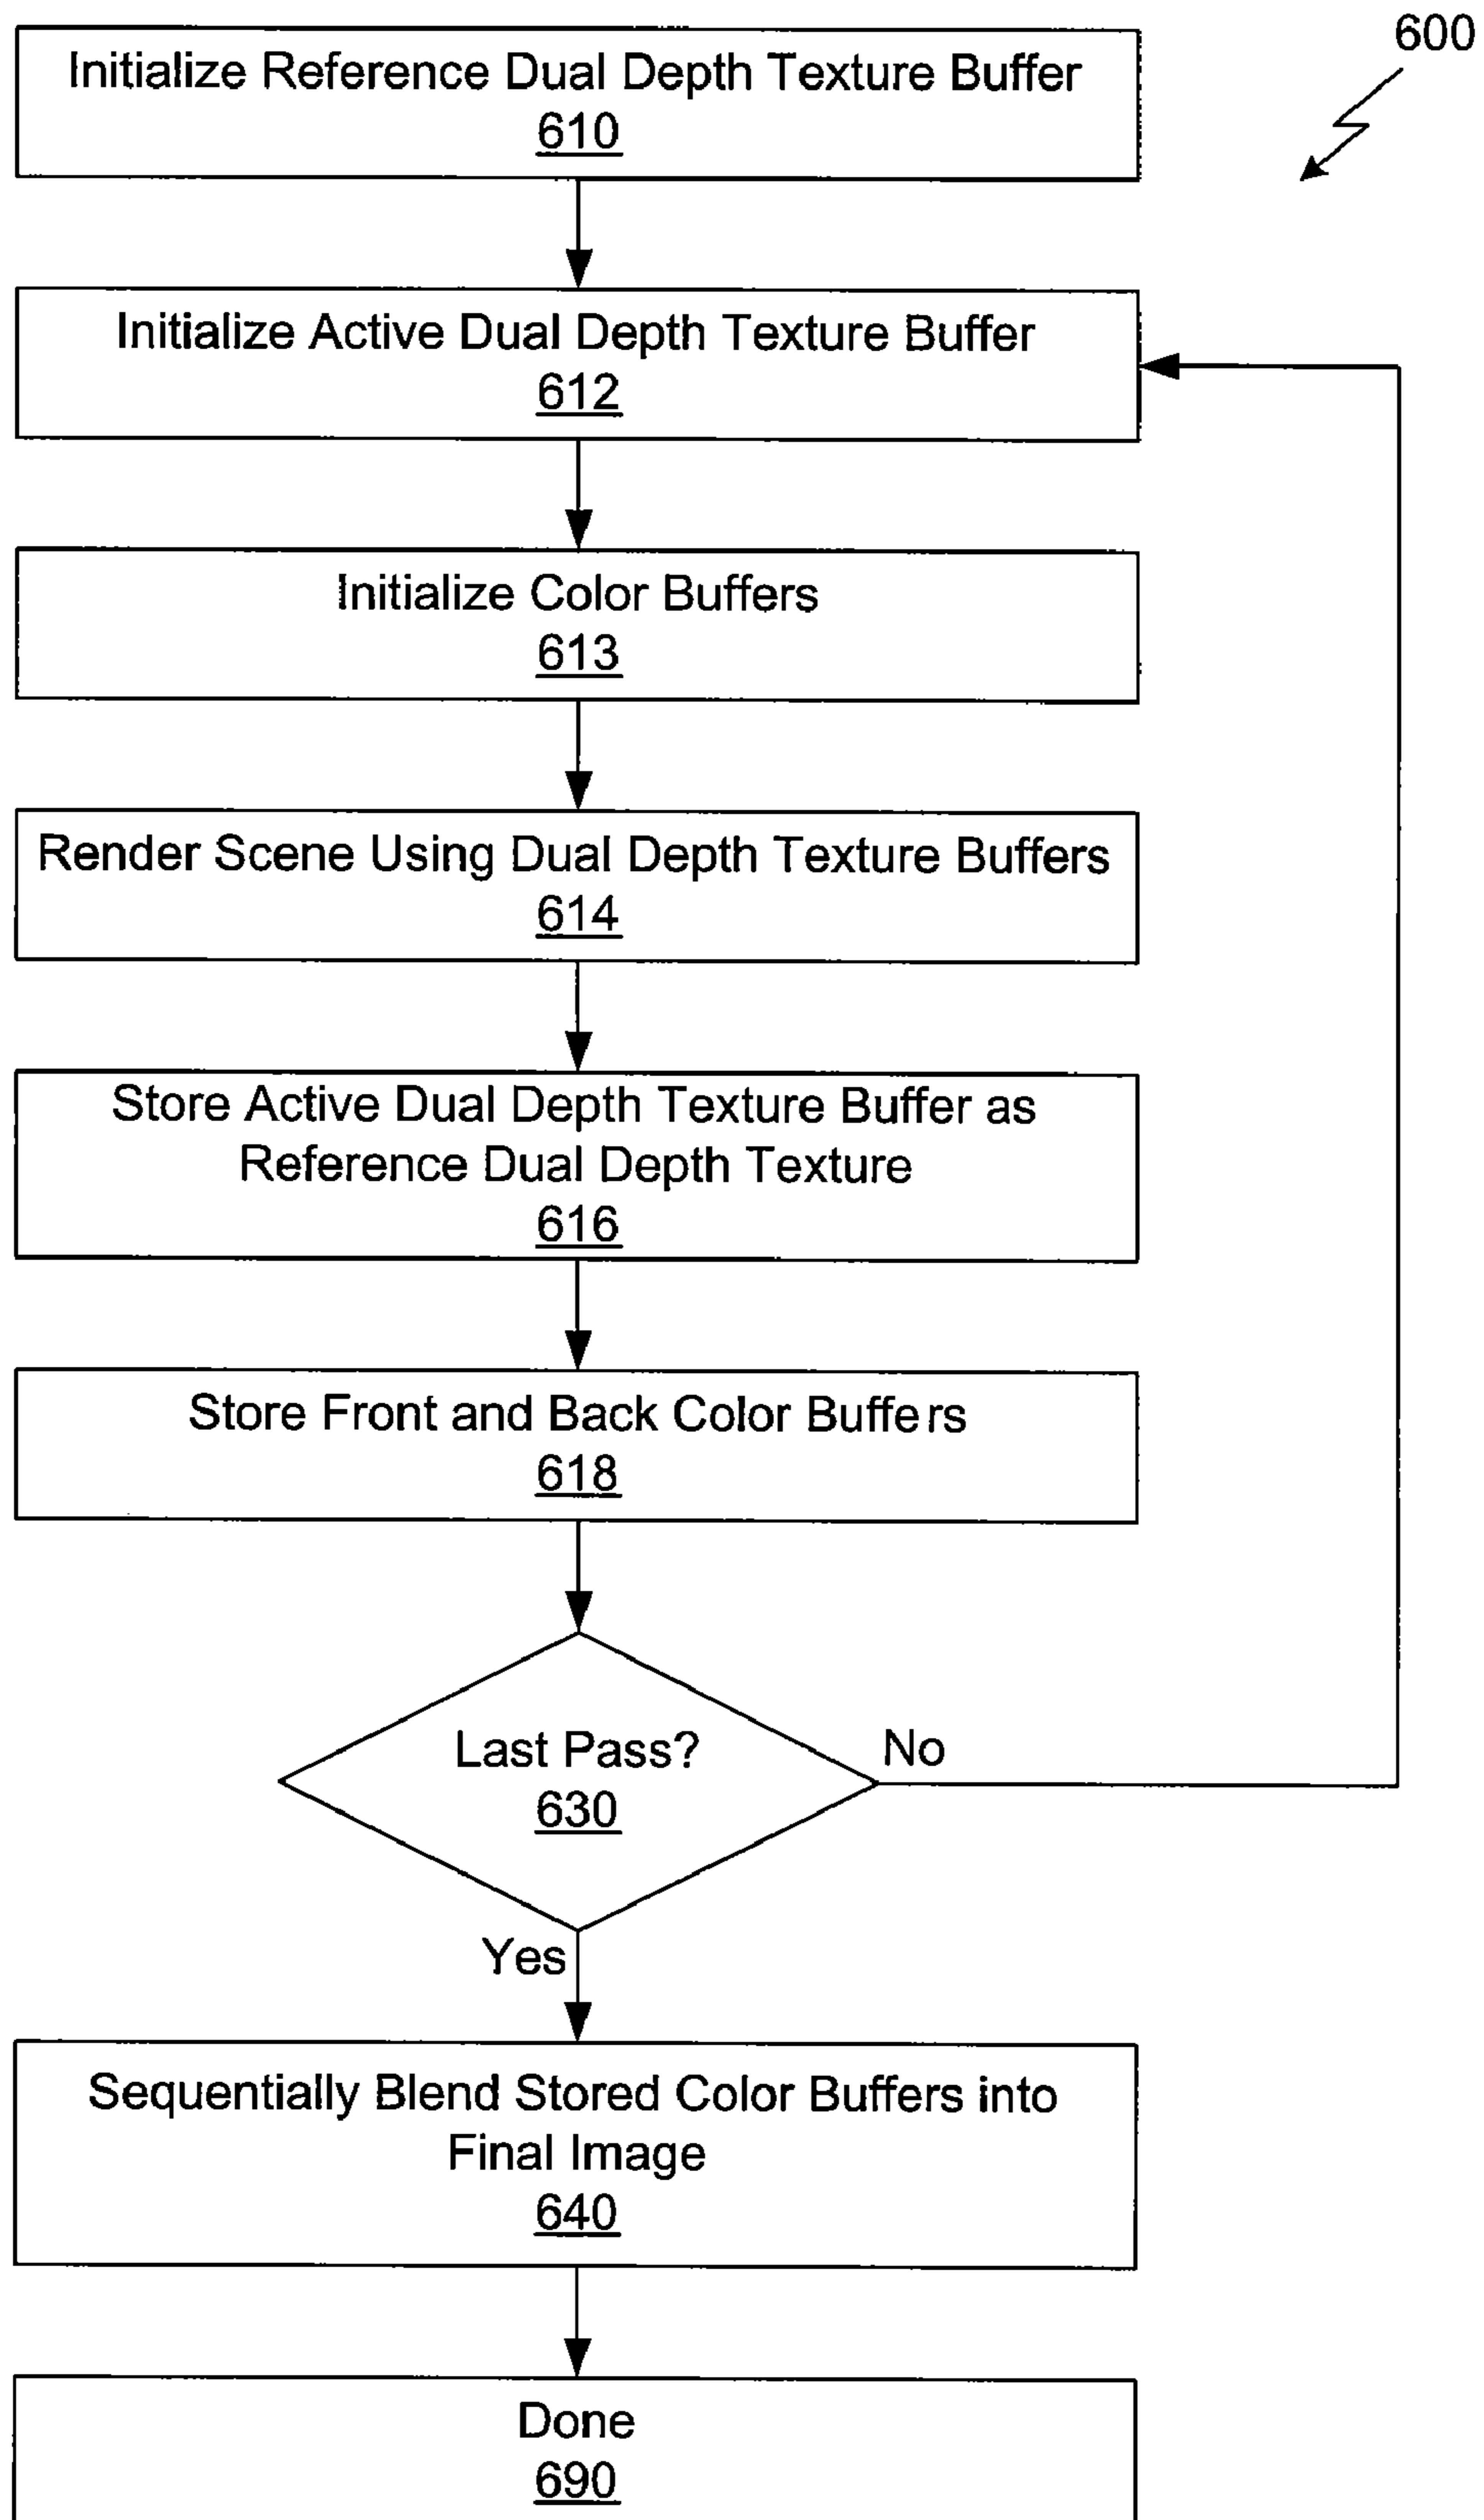 600
Initialize Reference Dual Depth Texture Buffer
610
Initialize Active Dual Depth Texture Buffer
612
Initialize Color Buffers
613
Render Scene Using Dual Depth Texture Buffers
614
Store Active Dual Depth Texture Buffer as
Reference Dual Depth Texture
616
Store Front and Back Color Buffers
618
Last Pass?
630
No
Yes
Sequentially Blend Stored Color Buffers into
Final Image
640
Done
690